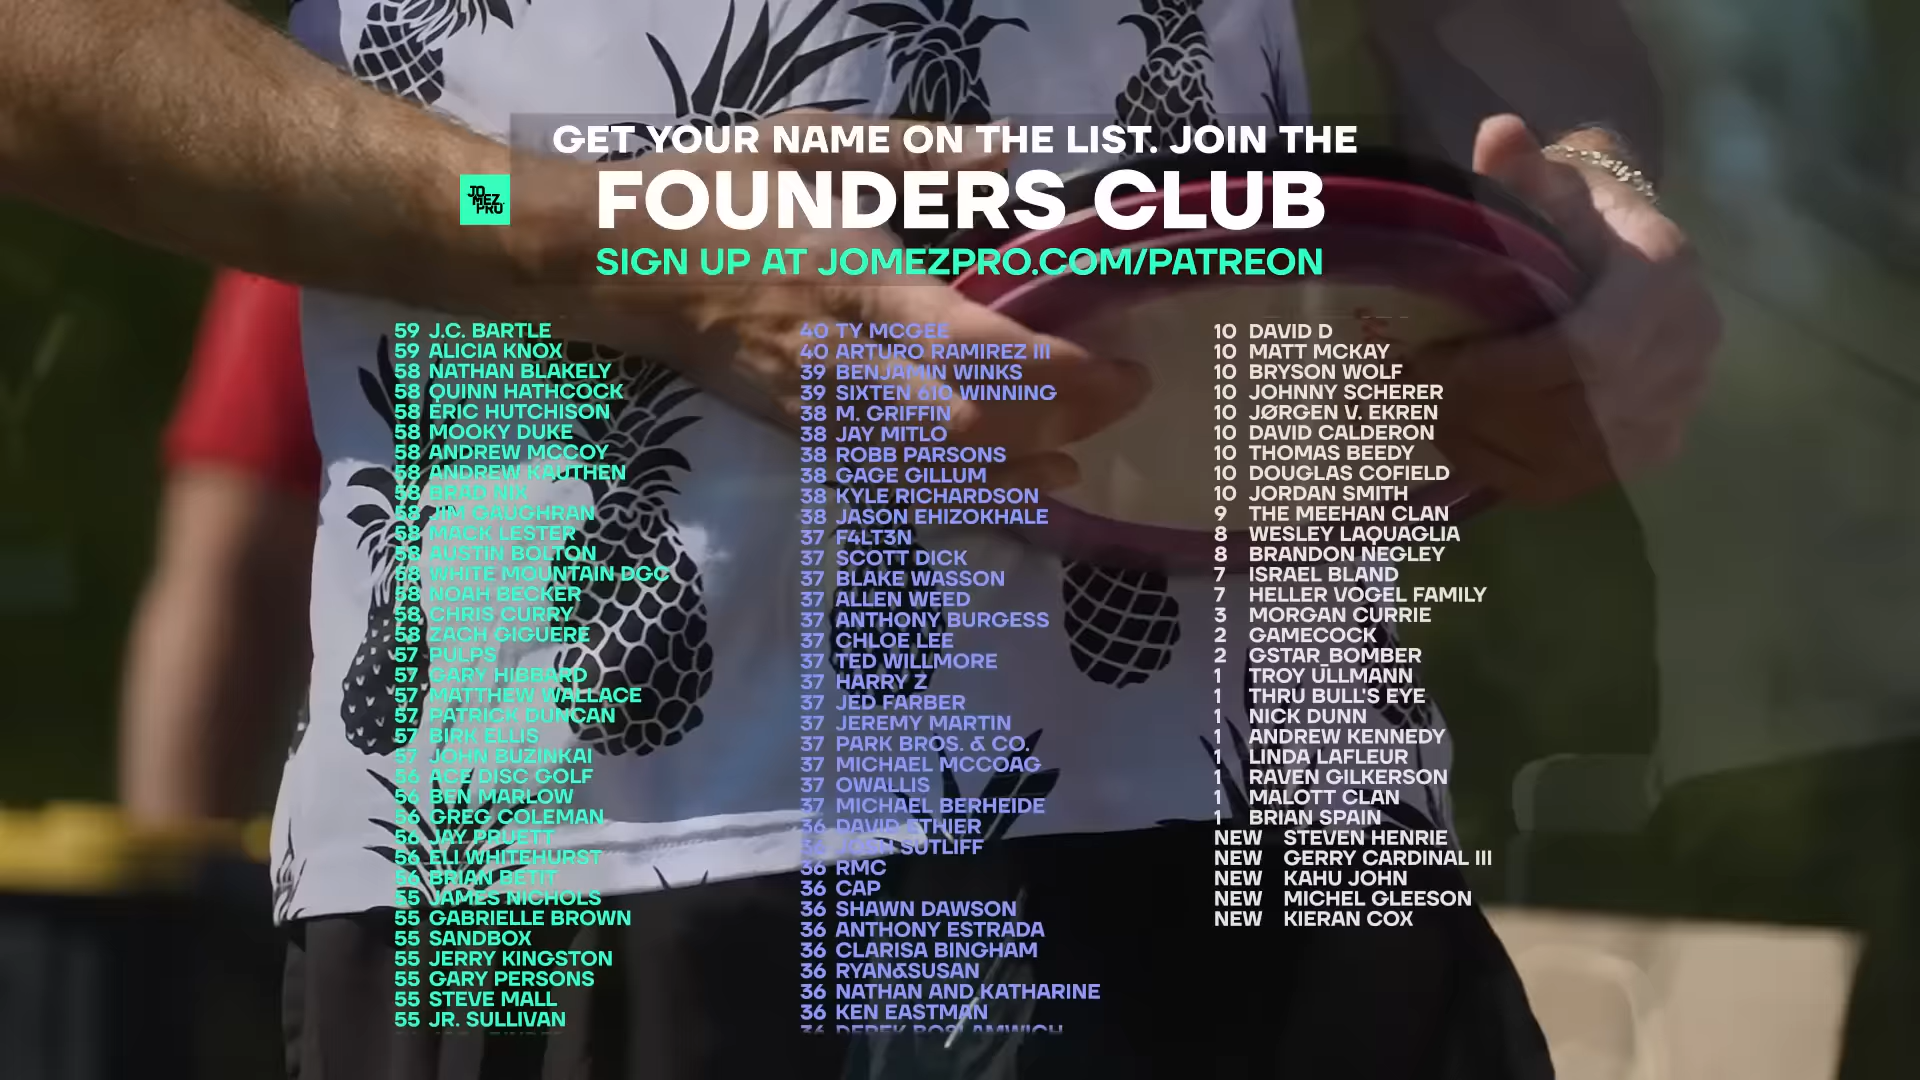 GET YOUR NAME ON THE LIST. JOIN THE
JOMEZ PRO
FOUNDERS CLUB
SIGN UP AT JOMEZPRO.COM/PATREON
59 J.C. BARTLE
59 ALICIA KNOX
58 NATHAN BLAKELY
58 QUINN HATHCOCK
58 ERIC HUTCHISON
58 MOOKY DUKE
58 ANDREW MCCOY
58 ANDREW KAUTHEN
58 BRAD NIX
58 JIM GAUGHRAN
58 MACK LESTER
58 AUSTIN BOLTON
58 WHITE MOUNTAIN DGC
58 NOAH BECKER
58 CHRIS CURRY
58 ZACH GIGUERE
57 PULPS
57 GARY HIBBARD
57 MATTHEW WALLACE
57 PATRICK DUNCAN
57 BIRK ELLIS
57 JOHN BUZINKAI
56 ACE DISC GOLF
56 BEN MARLOW
56 GREG COLEMAN
56 JAY PRUETT
56 ELI WHITEHURST
56 BRIAN BETIT
55 JAMES NICHOLS
55 GABRIELLE BROWN
55 SANDBOX
55 JERRY KINGSTON
55 GARY PERSONS
55 STEVE MALL
55 JR. SULLIVAN
40 TY MCGEE
40 ARTURO RAMIREZ III
39 BENJAMIN WINKS
39 SIXTEN 610 WINNING
38 M. GRIFFIN
38 JAY MITLO
38 ROBB PARSONS
38 GAGE GILLUM
38 KYLE RICHARDSON
38 JASON EHIZOKHALE
37 F4LT3N
37 SCOTT DICK
37 BLAKE WASSON
37 ALLEN WEED
37 ANTHONY BURGESS
37 CHLOE LEE
37 TED WILLMORE
37 HARRY Z
37 JED FARBER
37 JEREMY MARTIN
37 PARK BROS. & CO.
37 MICHAEL MCCOAG
37 OWALLIS
37 MICHAEL BERHEIDE
36 DAVID ETHIER
36 JOSH SUTLIFF
36 RMC
36 CAP
36 SHAWN DAWSON
36 ANTHONY ESTRADA
36 CLARISA BINGHAM
36 RYAN&SUSAN
36 NATHAN AND KATHARINE
36 KEN EASTMAN
36 DEREK
10 DAVID D
10 MATT MCKAY
10 BRYSON WOLF
10 JOHNNY SCHERER
10 JØRGEN V. EKREN
10 DAVID CALDERON
10 THOMAS BEEDY
10 DOUGLAS COFIELD
10 JORDAN SMITH
9 THE MEEHAN CLAN
8 WESLEY LAQUAGLIA
8 BRANDON NEGLEY
7 ISRAEL BLAND
7 HELLER VOGEL FAMILY
3 MORGAN CURRIE
2 GAMECOCK
2 GSTAR_BOMBER
1 TROY ULLMANN
1 THRU BULL'S EYE
1 NICK DUNN
1 ANDREW KENNEDY
1 LINDA LAFLEUR
1 RAVEN GILKERSON
1 MALOTT CLAN
1 BRIAN SPAIN
NEW STEVEN HENRIE
NEW GERRY CARDINAL III
NEW KAHU JOHN
NEW MICHEL GLEESON
NEW KIERAN COX